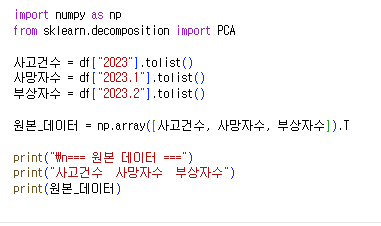 import numpy as np
from sklearn.decomposition import PCA
사고건수 = df["2023"].tolist()
사망자수 = df["2023.1"].tolist()
부상자수 = df["2023.2"].tolist()
원본_데이터 = np.array([사고건수, 사망자수, 부상자수]).T
print("₩n=== 원본 데이터 ===")
print("사고건수  사망자수  부상자수")
print(원본_데이터)